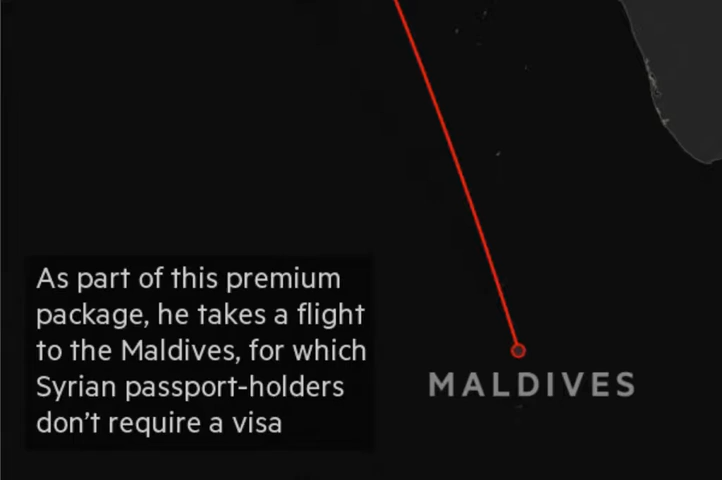 As part of this premium
package, he takes a flight
to the Maldives, for which
Syrian passport-holders
don’t require a visa
MALDIVES